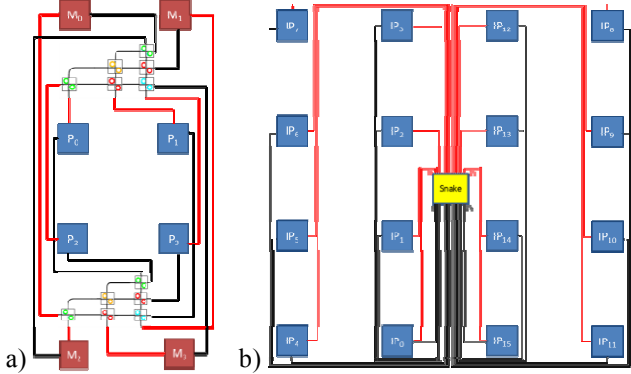 M0 M1
P0 P1
P2 P3
M2 M3
a)
IP7 IP3 IP12 IP8
IP6 IP2 IP13 IP9
Snake
IP5 IP1 IP14 IP10
IP4 IP0 IP15 IP11
b)